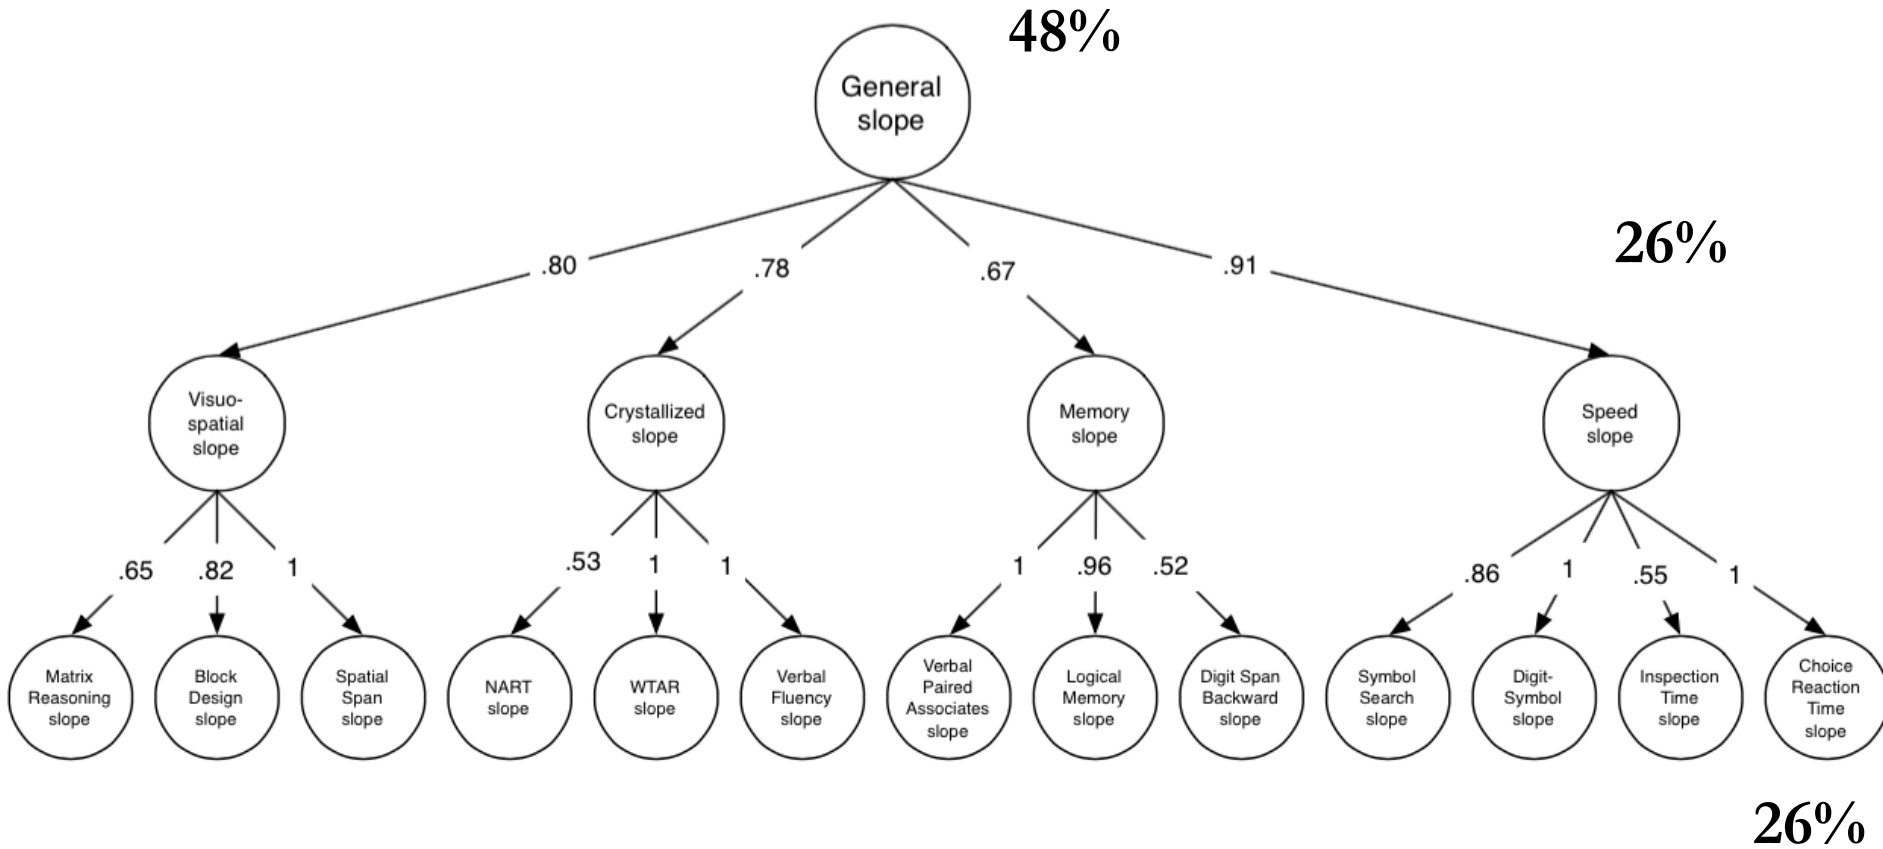 48%
General
slope
26%
.80
.78
.67
.91
Visuo-
spatial
slope
Crystallized
slope
Memory
slope
Speed
slope
.65
.82
1
.53
1
1
1
.96
.52
.86
1
.55
1
Matrix
Reasoning
slope
Block
Design
slope
Spatial
Span
slope
NART
slope
WTAR
slope
Verbal
Fluency
slope
Verbal
Paired
Associates
slope
Logical
Memory
slope
Digit Span
Backward
slope
Symbol
Search
slope
Digit-
Symbol
slope
Inspection
Time
slope
Choice
Reaction
Time
slope
26%